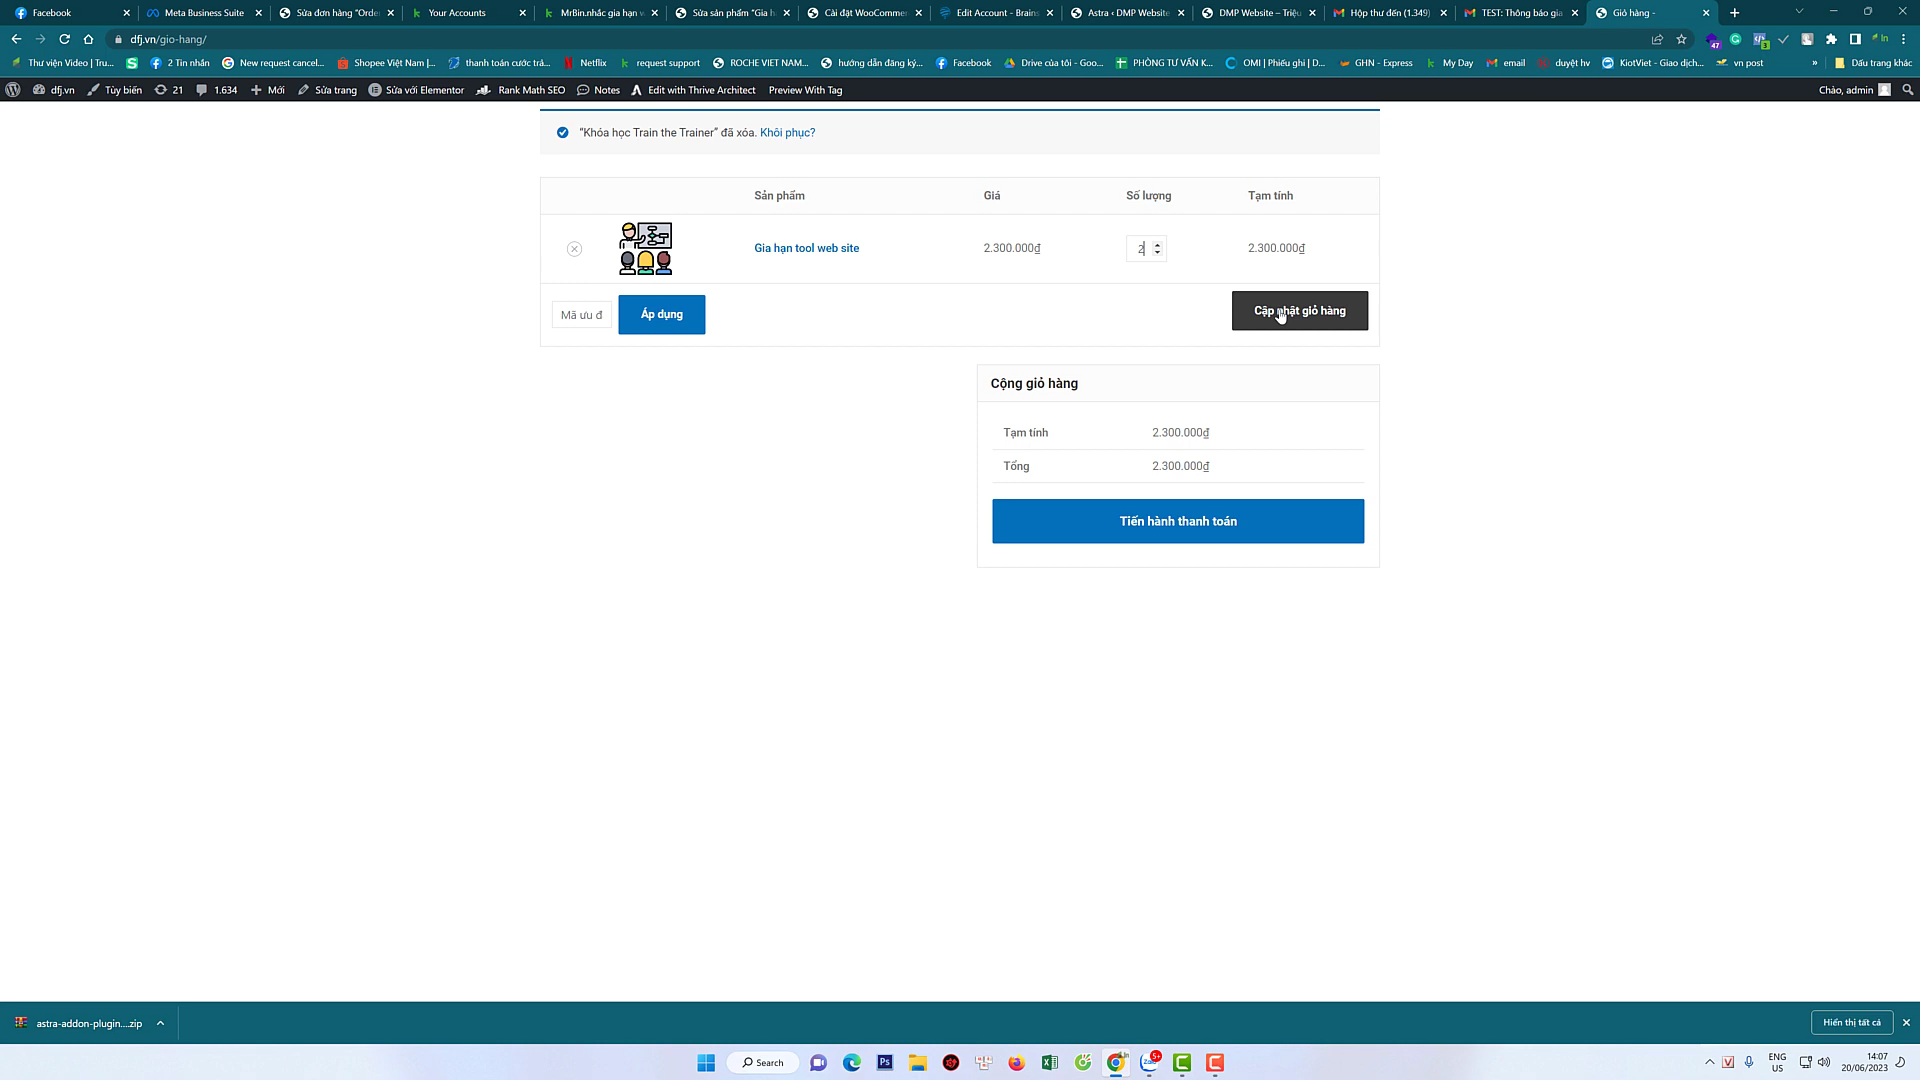 Facebook
Meta Business Suite
Sửa đơn hàng "Orde
Your Accounts
MrBin.nhắc gia hạn w
Sửa sản phẩm "Gia h
Cài đặt WooCommer
Edit Account - Brains
Astra ‹ DMP Website
DMP Website – Triệu
Hộp thư đến (1.349)
TEST: Thông báo gia
Giỏ hàng -
dfj.vn/gio-hang/
47
3
Thư viện Video | Tru...
2 Tin nhắn
New request cancel...
Shopee Việt Nam |...
thanh toán cước trả...
Netflix
request support
ROCHE VIET NAM...
hướng dẫn đăng ký...
Facebook
Drive của tôi - Goo...
PHÒNG TƯ VẤN K...
OMI | Phiếu ghi | D...
GHN - Express
My Day
email
duyệt hv
KiotViet - Giao dịch...
vn post
»
Dấu trang khác
dfj.vn
Tùy biến
21
1.634
Mới
Sửa trang
Sửa với Elementor
Rank Math SEO
Notes
Edit with Thrive Architect
Preview With Tag
Chào, admin
"Khóa học Train the Trainer" đã xóa. Khôi phục?
Sản phẩm Giá Số lượng Tạm tính
Gia hạn tool web site 2.300.000₫ 2 2.300.000₫
Mã ưu đ Áp dụng Cập nhật giỏ hàng
Cộng giỏ hàng
Tạm tính 2.300.000₫
Tổng 2.300.000₫
Tiến hành thanh toán
astra-addon-plugin....zip
Hiển thị tất cả
Search
5+
ENG
US
14:07
20/06/2023